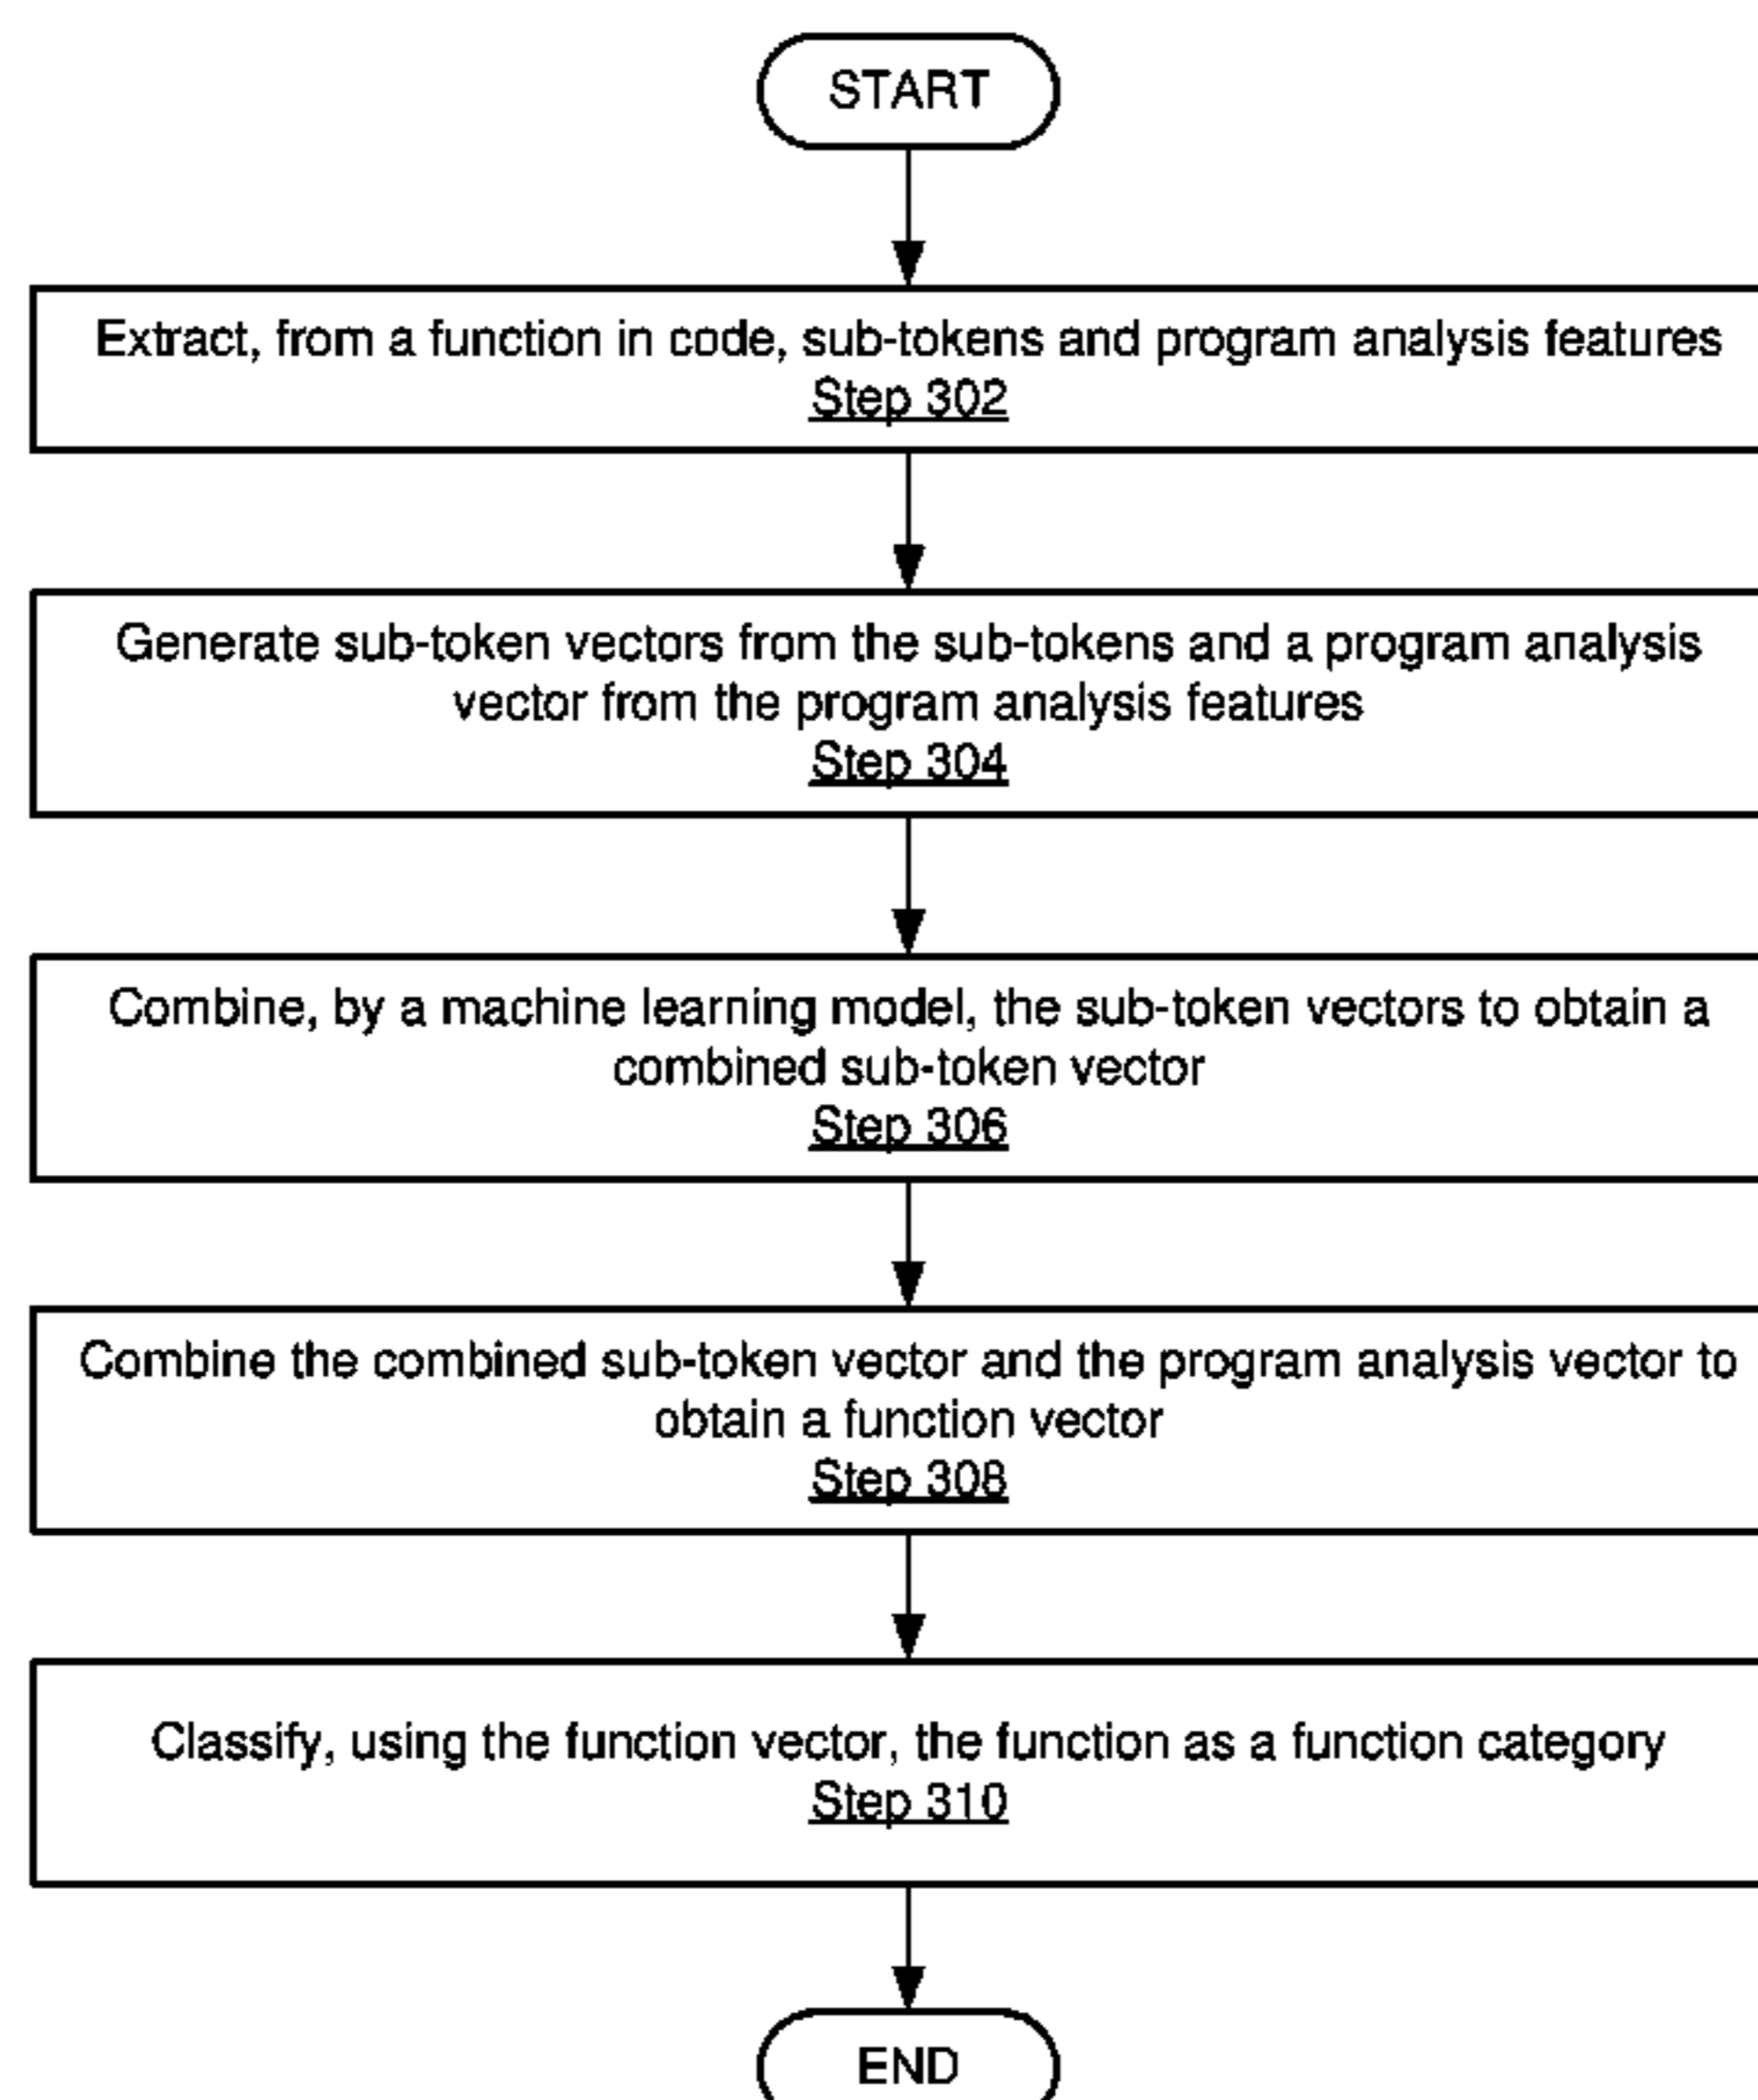 START
Extract, from a function in code, sub-tokens and program analysis features
Step 302
Generate sub-token vectors from the sub-tokens and a program analysis
vector from the program analysis features
Step 304
Combine, by a machine learning model, the sub-token vectors to obtain a
combined sub-token vector
Step 306
Combine the combined sub-token vector and the program analysis vector to
obtain a function vector
Step 308
Classify, using the function vector, the function as a function category
Step 310
END